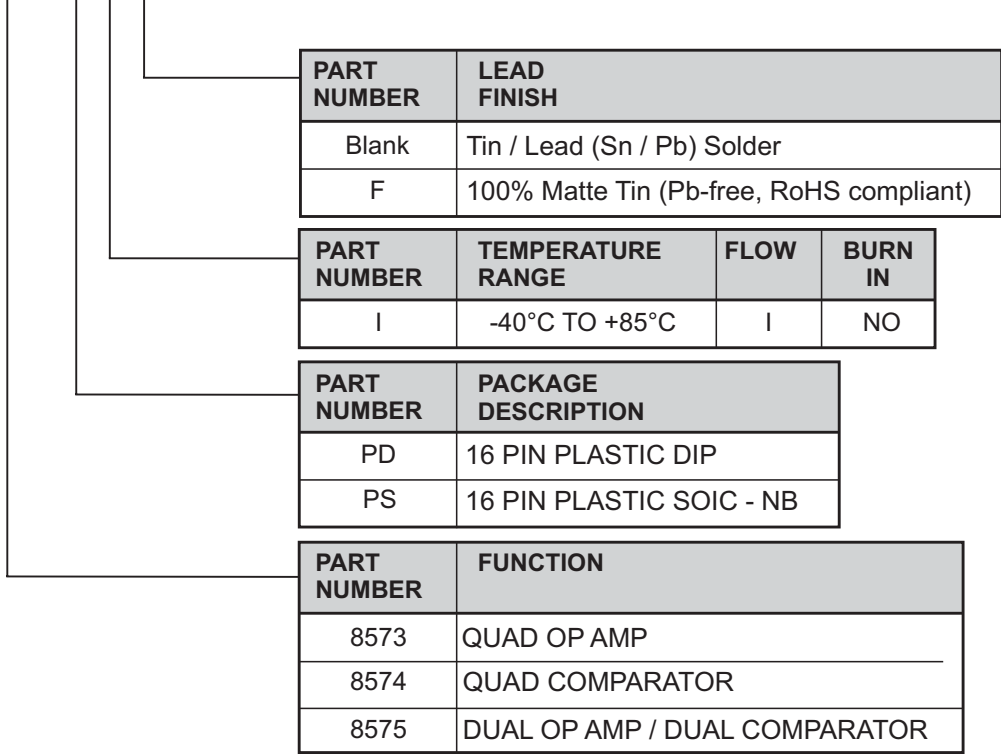 PART NUMBER LEAD FINISH
Blank Tin / Lead (Sn / Pb) Solder
F 100% Matte Tin (Pb-free, RoHS compliant)
PART NUMBER TEMPERATURE RANGE FLOW BURN IN
I -40°C TO +85°C I NO
PART NUMBER PACKAGE DESCRIPTION
PD 16 PIN PLASTIC DIP
PS 16 PIN PLASTIC SOIC - NB
PART NUMBER FUNCTION
8573 QUAD OP AMP
8574 QUAD COMPARATOR
8575 DUAL OP AMP / DUAL COMPARATOR